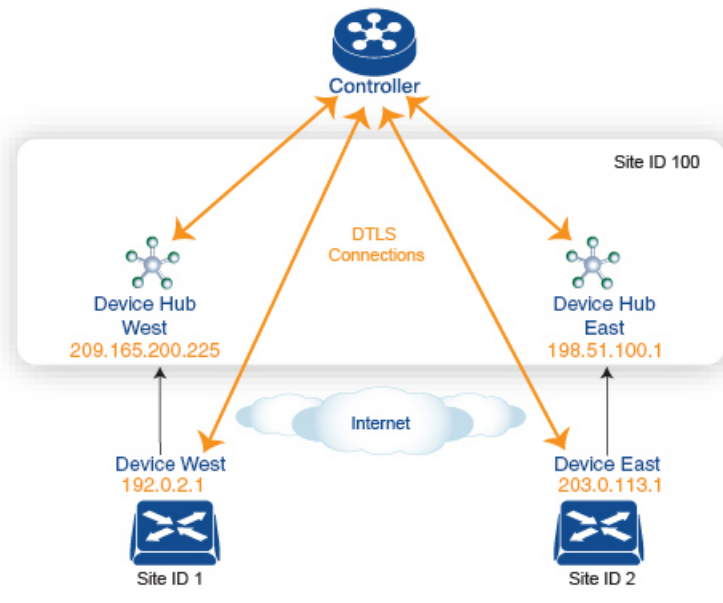 Controller
Site ID 100
DTLS
Connections
Device Hub
West
209.165.200.225
Device Hub
East
198.51.100.1
Internet
Device West
192.0.2.1
Site ID 1
Device East
203.0.113.1
Site ID 2